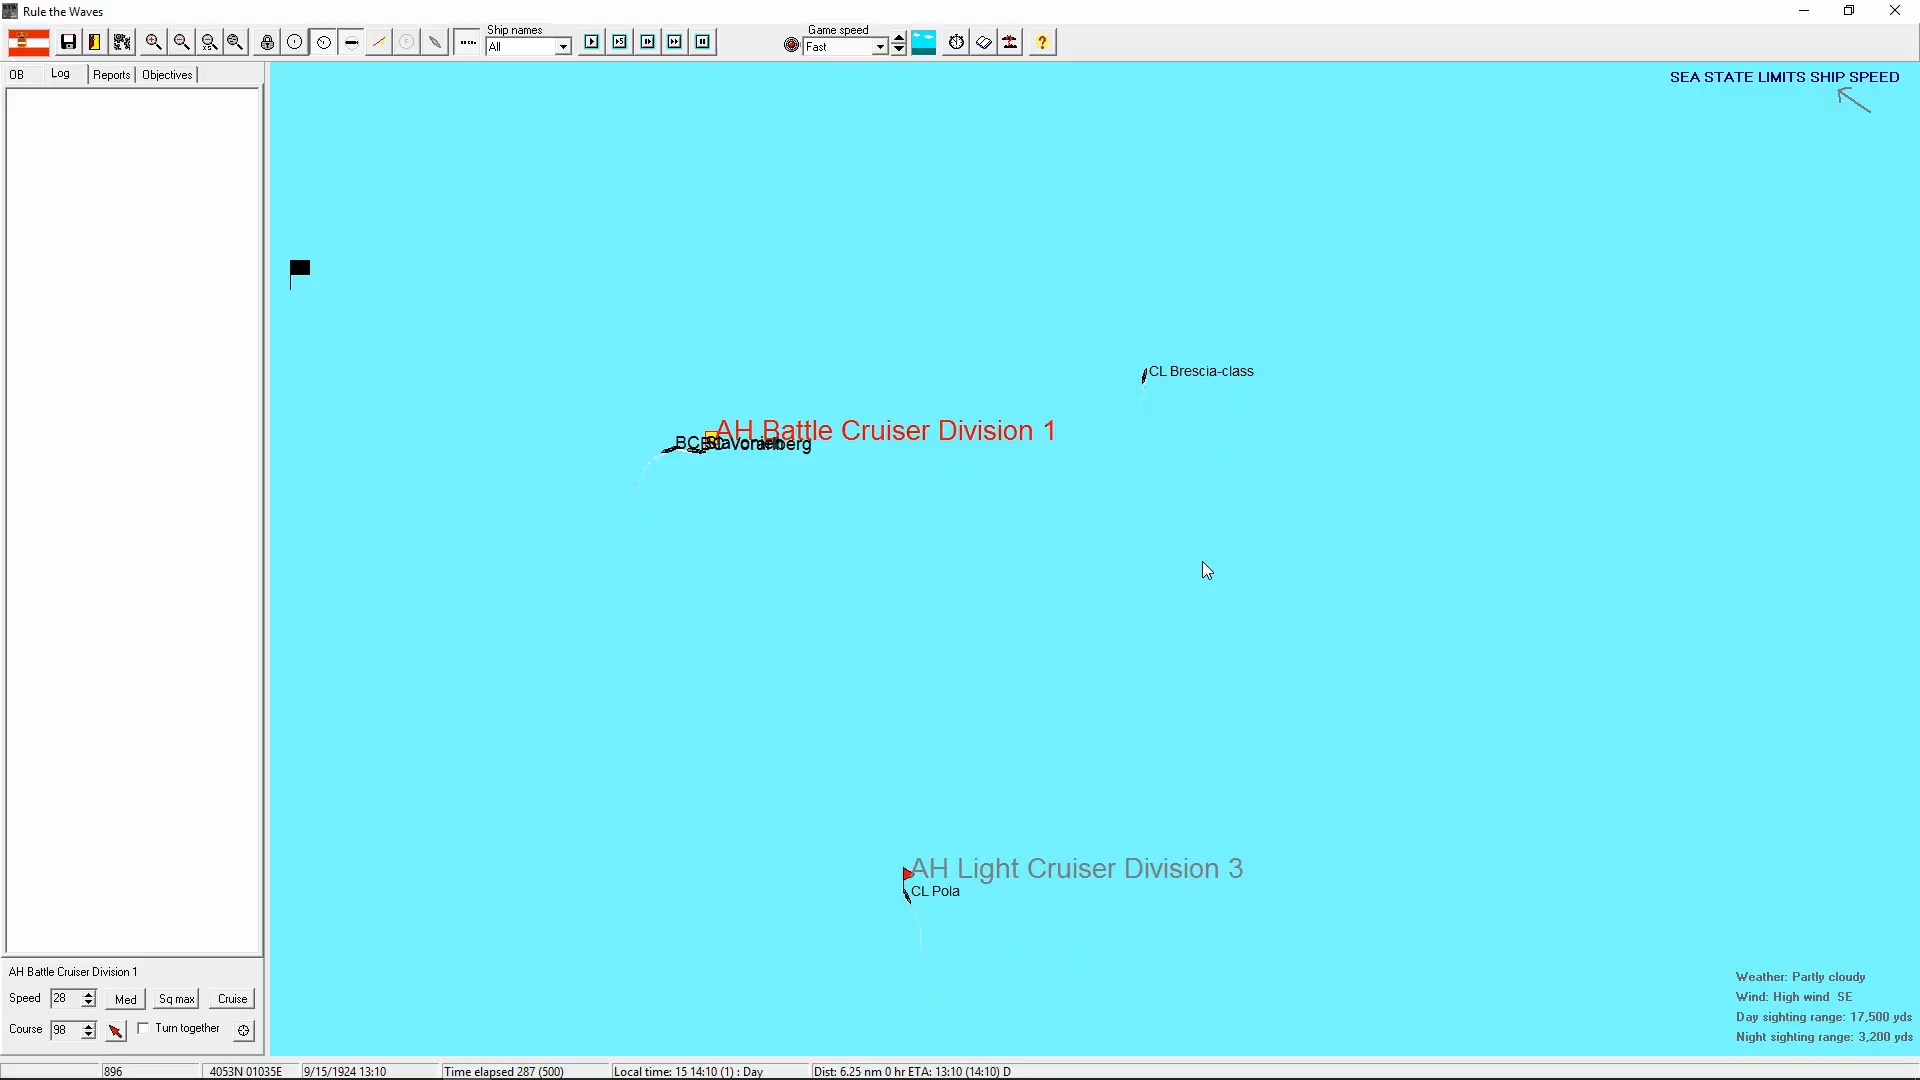 Rule the Waves
Ship names
All
Game speed
Fast
OB
Log
Reports
Objectives
SEA STATE LIMITS SHIP SPEED
CL Brescia-class
AH Battle Cruiser Division 1
AH Light Cruiser Division 3
CL Pola
AH Battle Cruiser Division 1
Speed 28 Med Sq max Cruise
Course 98 Turn together
Weather: Partly cloudy
Wind: High wind SE
Day sighting range: 17,500 yds
Night sighting range: 3,200 yds
896 4053N 01035E 9/15/1924 13:10 Time elapsed 287 (500) Local time: 15 14:10 (1) : Day Dist: 6.25 nm 0 hr ETA: 13:10 (14:10) D